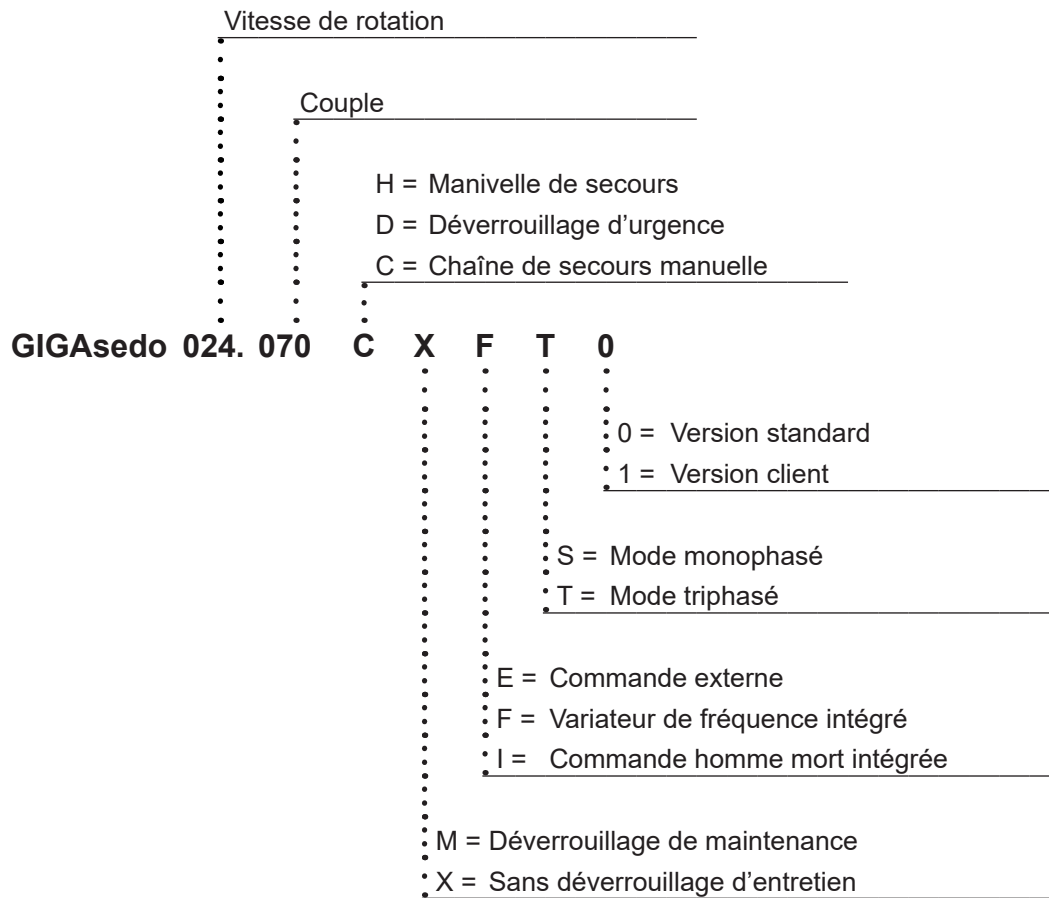 Vitesse de rotation
Couple
H = Manivelle de secours
D = Déverrouillage d'urgence
C = Chaîne de secours manuelle
GIGAsedo 024. 070 C X F T 0
0 = Version standard
1 = Version client
S = Mode monophasé
T = Mode triphasé
E = Commande externe
F = Variateur de fréquence intégré
I = Commande homme mort intégrée
M = Déverrouillage de maintenance
X = Sans déverrouillage d'entretien